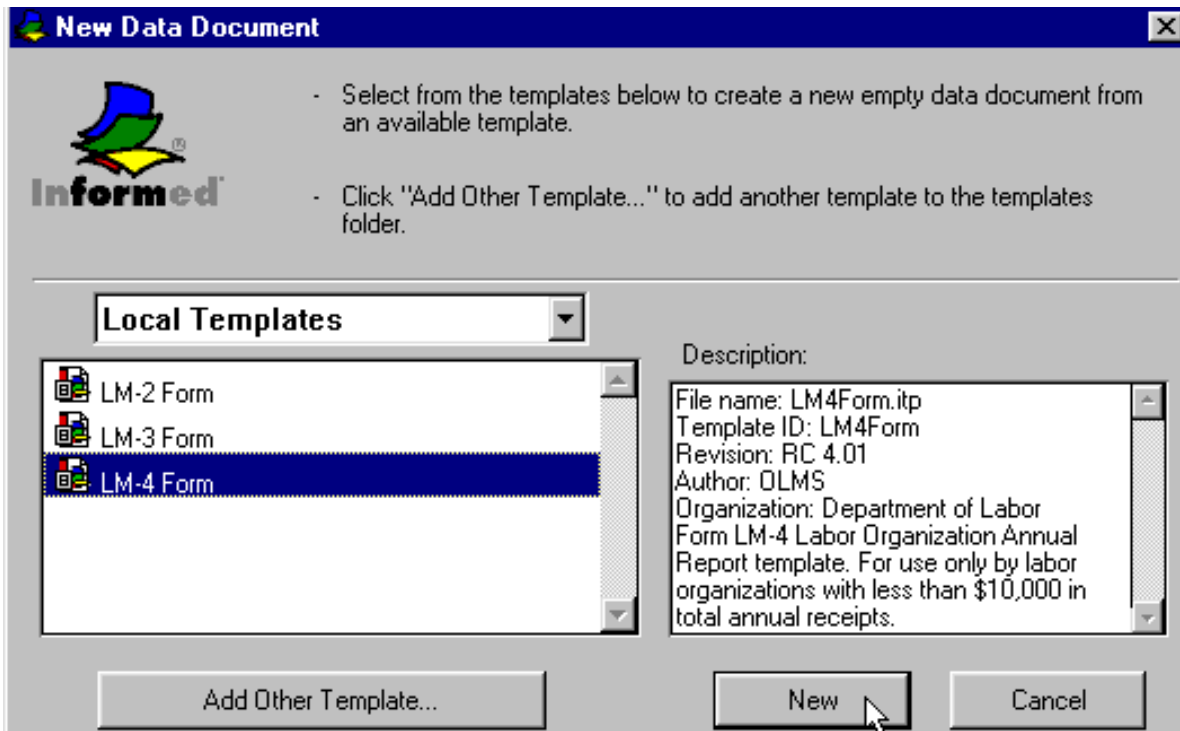 New Data Document
- Select from the templates below to create a new empty data document from
an available template.
®
Informed
- Click "Add Other Template..." to add another template to the templates
folder.
Local Templates
Description:
LM-2 Form
LM-3 Form
LM-4 Form
File name: LM4Form.itp
Template ID: LM4Form
Revision: RC 4.01
Author: OLMS
Organization: Department of Labor
Form LM-4 Labor Organization Annual
Report template. For use only by labor
organizations with less than $10,000 in
total annual receipts.
Add Other Template...
New
Cancel